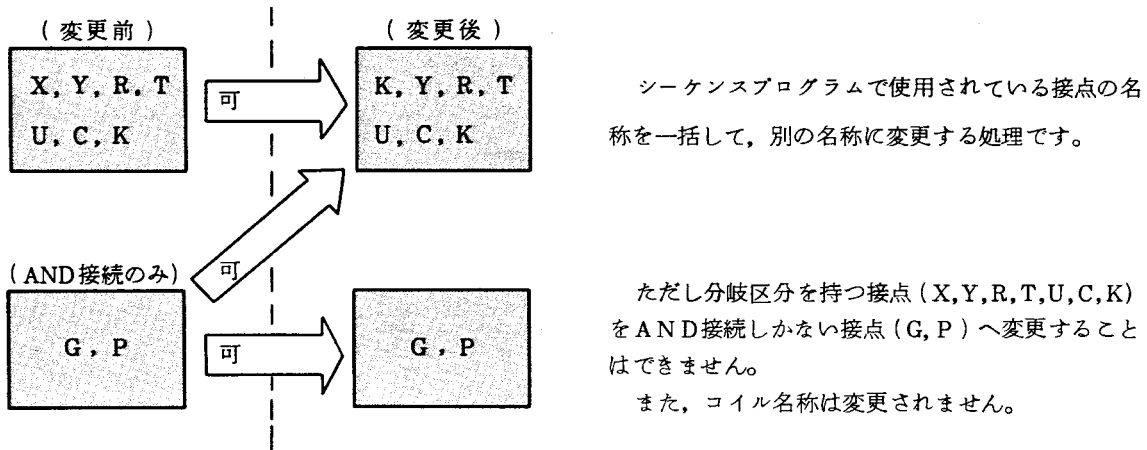 (変更前)
X, Y, R, T
U, C, K
可
(変更後)
K, Y, R, T
U, C, K
可
(AND接続のみ)
G, P
可
G, P
シーケンスプログラムで使用されている接点の名
称を一括して，別の名称に変更する処理です。
ただし分岐区分を持つ接点(X,Y,R,T,U,C,K)
をAND接続しかない接点(G,P)へ変更すること
はできません。
また，コイル名称は変更されません。